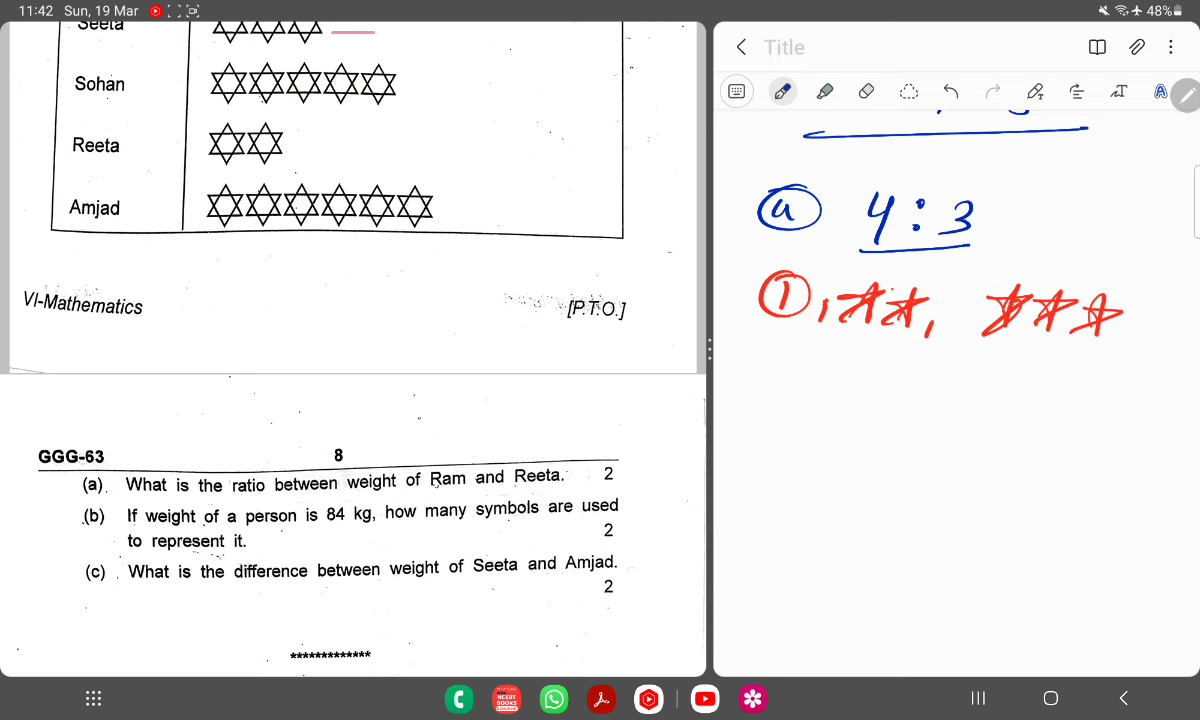 11:42 Sun, 19 Mar
48%
Seeta
Sohan
Reeta
Amjad
VI-Mathematics
[P.T.O.]
GGG-63 8
(a). What is the ratio between weight of Ram and Reeta. 2
(b) If weight of a person is 84 kg, how many symbols are used
to represent it. 2
(c) What is the difference between weight of Seeta and Amjad.
2
*************
Title
a 4 : 3
NCERT
BOOKS